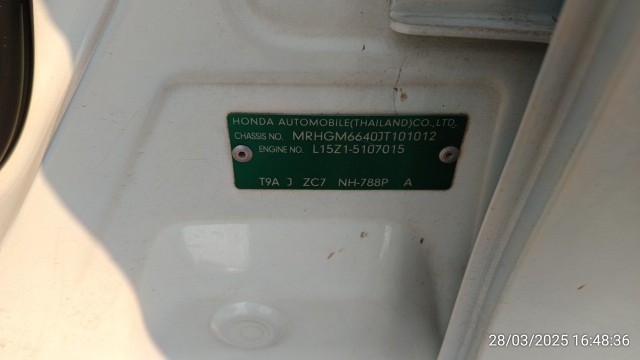 HONDA AUTOMOBILE(THAILAND)CO.,LTD.
CHASSIS NO. MRHGM6640JT101012
ENGINE NO. L15Z1-5107015
T9A J ZC7 NH-788P A
28/03/2025 16:48:36